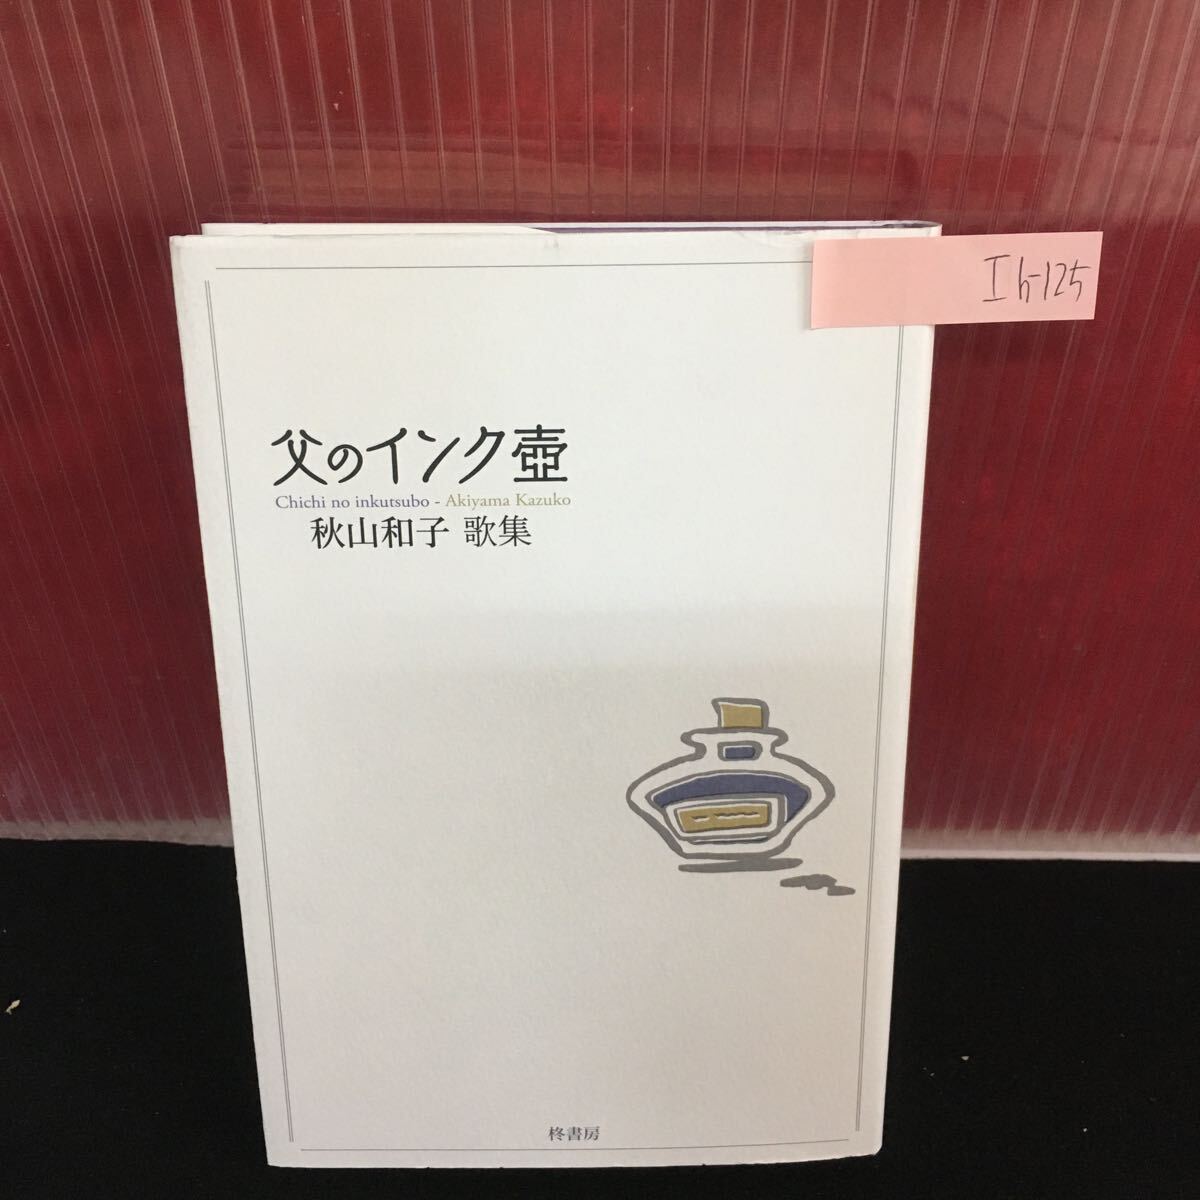 Ih-125
父のインク壺
Chichi no inkutsubo - Akiyama Kazuko
秋山和子 歌集
柊書房